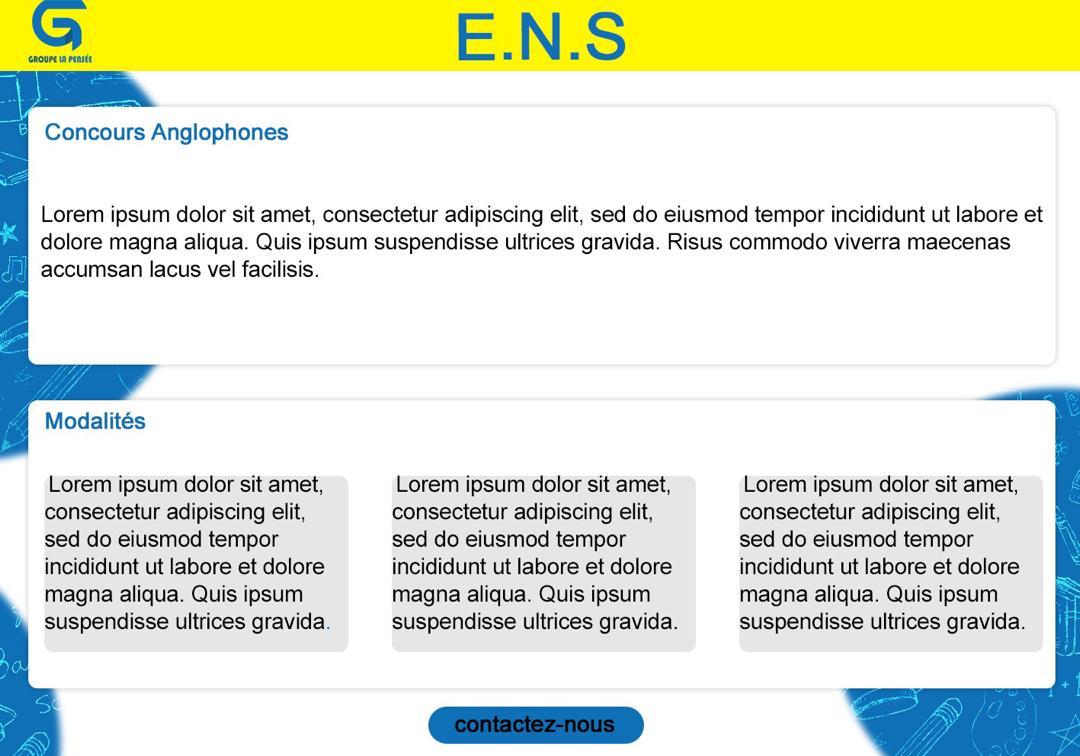 GROUPE LA PENSÉE
E.N.S
Concours Anglophones
Lorem ipsum dolor sit amet, consectetur adipiscing elit, sed do eiusmod tempor incididunt ut labore et
dolore magna aliqua. Quis ipsum suspendisse ultrices gravida. Risus commodo viverra maecenas
accumsan lacus vel facilisis.
Modalités
Lorem ipsum dolor sit amet,
consectetur adipiscing elit,
sed do eiusmod tempor
incididunt ut labore et dolore
magna aliqua. Quis ipsum
suspendisse ultrices gravida.
Lorem ipsum dolor sit amet,
consectetur adipiscing elit,
sed do eiusmod tempor
incididunt ut labore et dolore
magna aliqua. Quis ipsum
suspendisse ultrices gravida.
Lorem ipsum dolor sit amet,
consectetur adipiscing elit,
sed do eiusmod tempor
incididunt ut labore et dolore
magna aliqua. Quis ipsum
suspendisse ultrices gravida.
contactez-nous